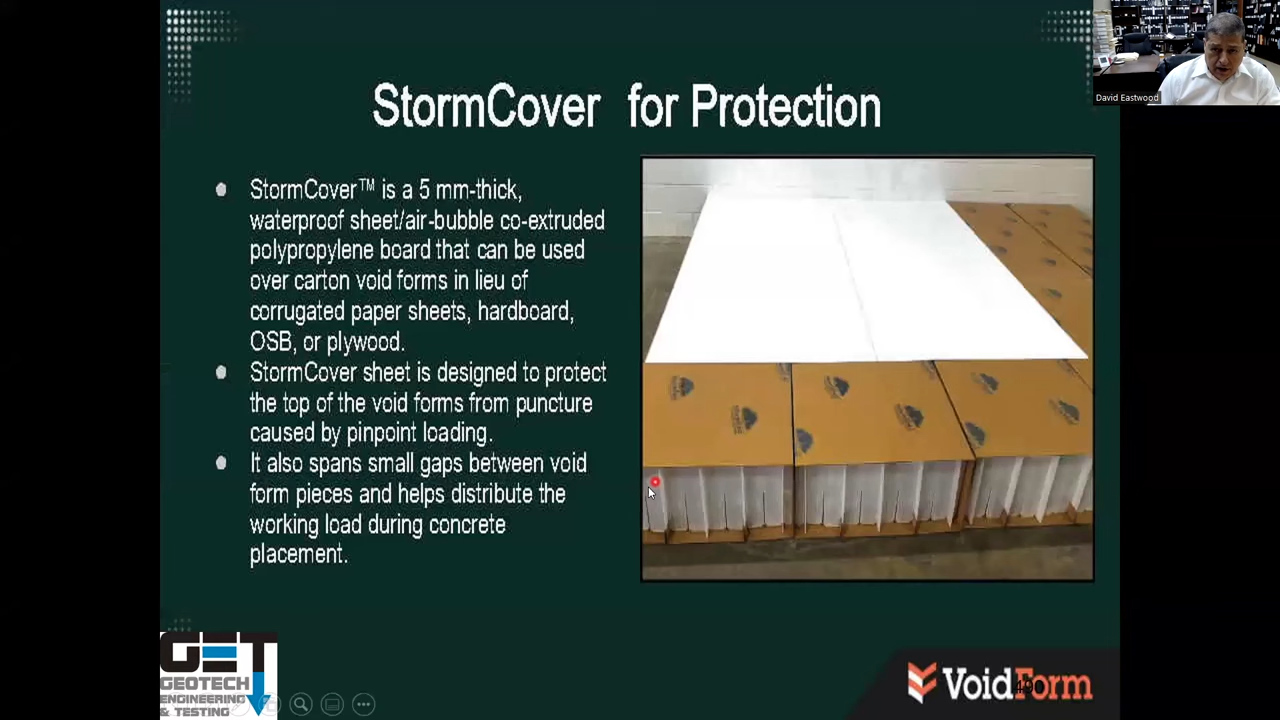 David Eastwood
StormCover for Protection
StormCover™ is a 5 mm-thick,
waterproof sheet/air-bubble co-extruded
polypropylene board that can be used
over carton void forms in lieu of
corrugated paper sheets, hardboard,
OSB, or plywood.
StormCover sheet is designed to protect
the top of the void forms from puncture
caused by pinpoint loading.
It also spans small gaps between void
form pieces and helps distribute the
working load during concrete
placement.
GET
GEOTECH
ENGINEERING
& TESTING
VoidForm